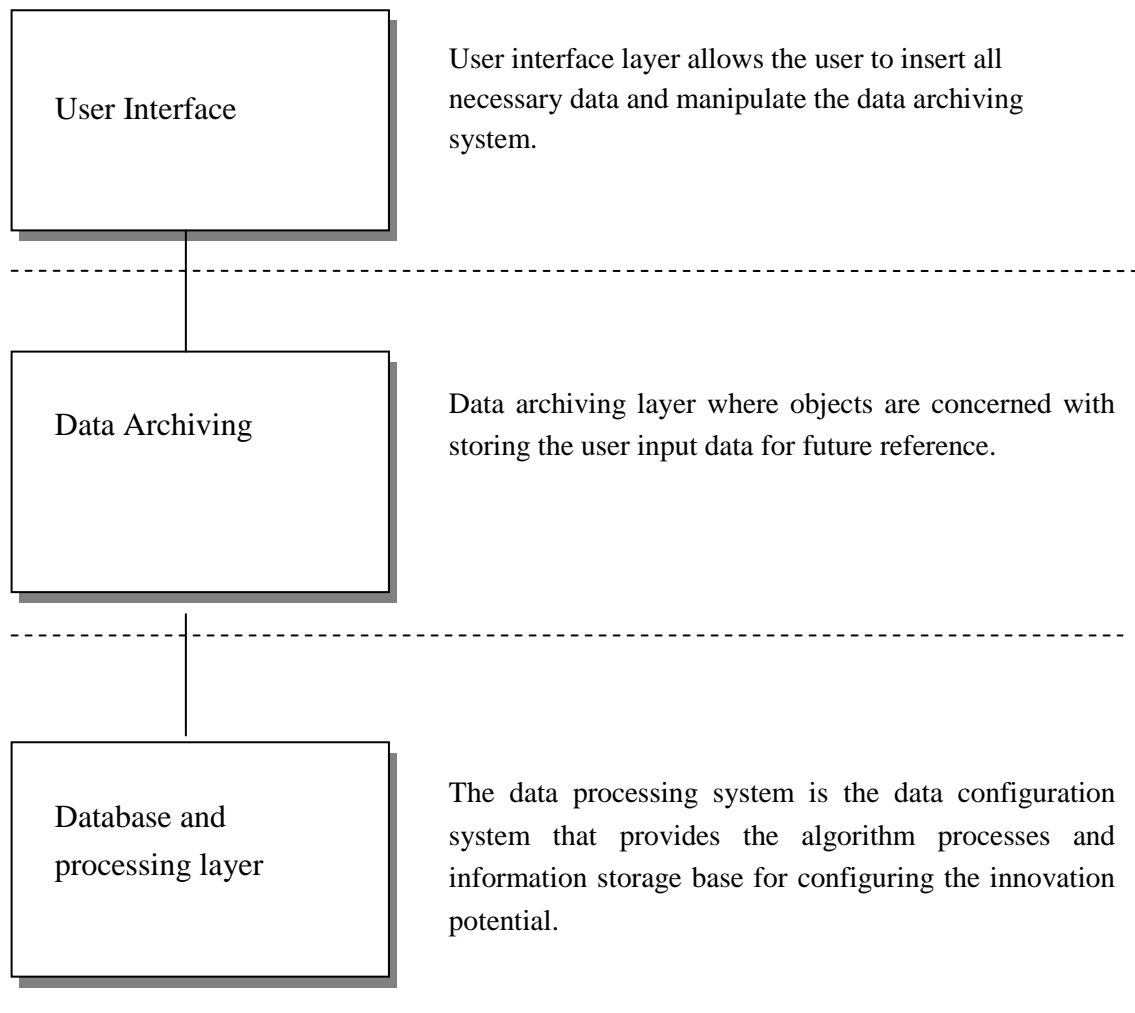 User Interface
User interface layer allows the user to insert all
necessary data and manipulate the data archiving
system.
Data Archiving
Data archiving layer where objects are concerned with
storing the user input data for future reference.
Database and
processing layer
The data processing system is the data configuration
system that provides the algorithm processes and
information storage base for configuring the innovation
potential.